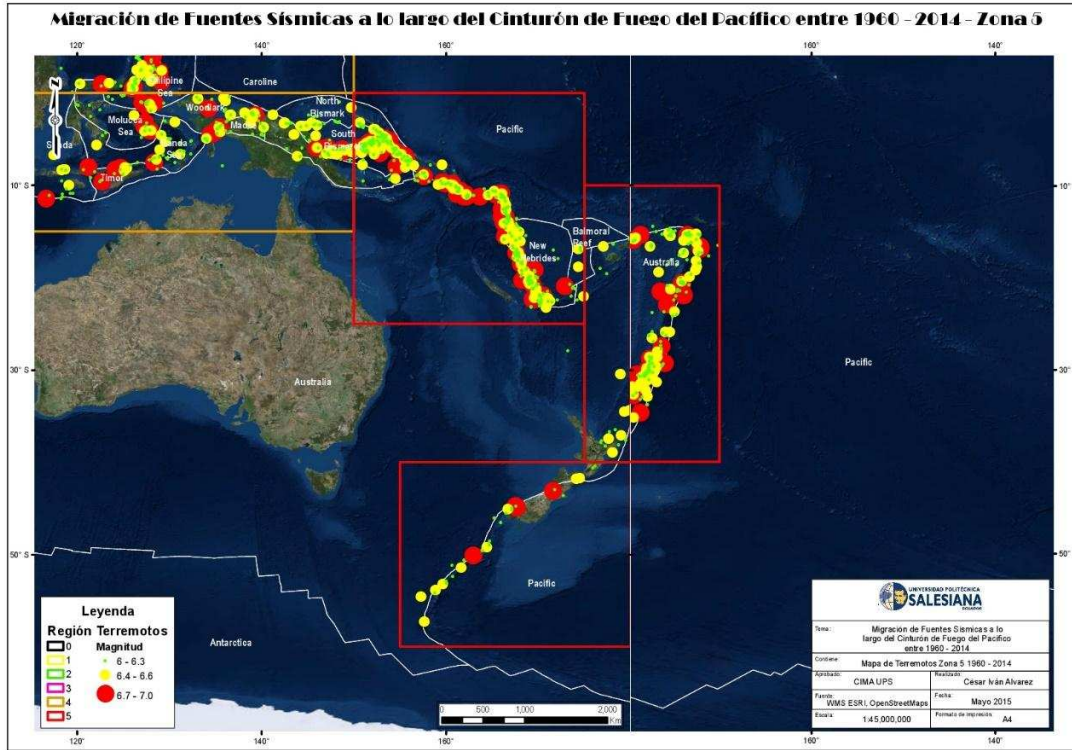 Migración de Fuentes Sísmicas a lo largo del Cinturón de Fuego del Pacífico entre 1960 - 2014 - Zona 5
120° 140° 160° 160° 140°
Sea
Caroline
North
Bismark
Molucca
Sea
South
Pacific
Timor
10° S
10° S
New
Hebrides
Balmoral
Reef
Australia
Australia
Pacific
30° S
30° S
50° S
50° S
Pacific
Antarctica
Leyenda
Región Terremotos
Magnitud
0
1
2
3
4
5
6 - 6.3
6.4 - 6.6
6.7 - 7.0
0 500 1,000 2,000
Km
UNIVERSIDAD POLITÉCNICA
SALESIANA
ECUADOR
Tema: Migración de Fuentes Sísmicas a lo
largo del Cinturón de Fuego del Pacífico
entre 1960 - 2014
Contiene: Mapa de Terremotos Zona 5 1960 - 2014
Aprobado: CIMA UPS
Realizado: César Iván Alvarez
Fuente: WMS ESRI, OpenStreetMaps
Fecha: Mayo 2015
Escala: 1:45,000,000
Formato de impresión: A4
120° 140° 160° 160° 140°